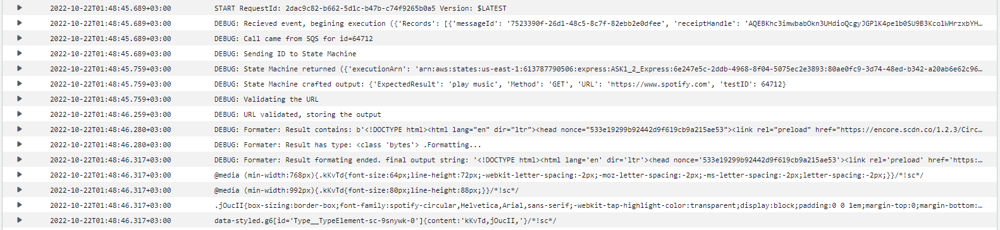 2022-10-22T01:48:45.689+03:00 START RequestId: 2dac9c82-b662-5d1c-b47b-c74f9265b0a5 Version: $LATEST
2022-10-22T01:48:45.689+03:00 DEBUG: Recieved event, begining execution ({'Records': [{'messageId': '7523390f-26d1-48c5-8c7f-82ebb2e0dfee', 'receiptHandle': 'AQEBKhc3imwbabOkn3UHdioQcgyJGPlK4pe1b0SU9B3KcolWHrzxbYH…
2022-10-22T01:48:45.689+03:00 DEBUG: Call came from SQS for id=64712
2022-10-22T01:48:45.689+03:00 DEBUG: Sending ID to State Machine
2022-10-22T01:48:45.759+03:00 DEBUG: State Machine returned ({'executionArn': 'arn:aws:states:us-east-1:613787790506:express:ASK1_2_Express:6e247e5c-2ddb-4968-8f04-5075ec2e3893:80ae0fc9-3d74-48ed-b342-a20ab6e62c96…
2022-10-22T01:48:45.759+03:00 DEBUG: State Machine crafted output: {'ExpectedResult': 'play music', 'Method': 'GET', 'URL': 'https://www.spotify.com', 'testID': 64712}
2022-10-22T01:48:45.759+03:00 DEBUG: Validating the URL
2022-10-22T01:48:46.259+03:00 DEBUG: URL validated, storing the output
2022-10-22T01:48:46.280+03:00 DEBUG: Formater: Result contains: b'<!DOCTYPE html><html lang="en" dir="ltr"><head nonce="533e19299b92442d9f619cb9a215ae53"><link rel="preload" href="https://encore.scdn.co/1.2.3/Circ…
2022-10-22T01:48:46.280+03:00 DEBUG: Formater: Result has type: <class 'bytes'> .Formatting...
2022-10-22T01:48:46.317+03:00 DEBUG: Formater: Result formating ended. final output string: '<!DOCTYPE html><html lang='en' dir='ltr'><head nonce='533e19299b92442d9f619cb9a215ae53'><link rel='preload' href='https:…
2022-10-22T01:48:46.317+03:00 @media (min-width:768px){.kKvTd{font-size:64px;line-height:72px;-webkit-letter-spacing:-2px;-moz-letter-spacing:-2px;-ms-letter-spacing:-2px;letter-spacing:-2px;}}/*!sc*/
2022-10-22T01:48:46.317+03:00 @media (min-width:992px){.kKvTd{font-size:80px;line-height:88px;}}/*!sc*/
2022-10-22T01:48:46.317+03:00 .jOucII{box-sizing:border-box;font-family:spotify-circular,Helvetica,Arial,sans-serif;-webkit-tap-highlight-color:transparent;display:block;padding:0 0 1em;margin-top:0;margin-bottom:…
2022-10-22T01:48:46.317+03:00 data-styled.g6[id='Type__TypeElement-sc-9snywk-0']{content:'kKvTd,jOucII,'}/*!sc*/